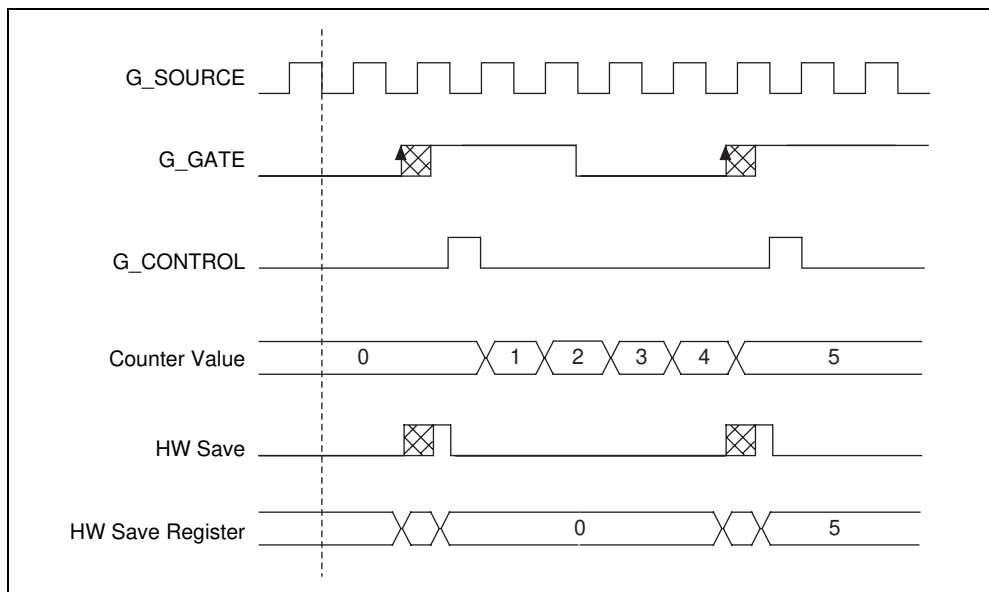 G_SOURCE
G_GATE
G_CONTROL
Counter Value 0 1 2 3 4 5
HW Save
HW Save Register 0 5